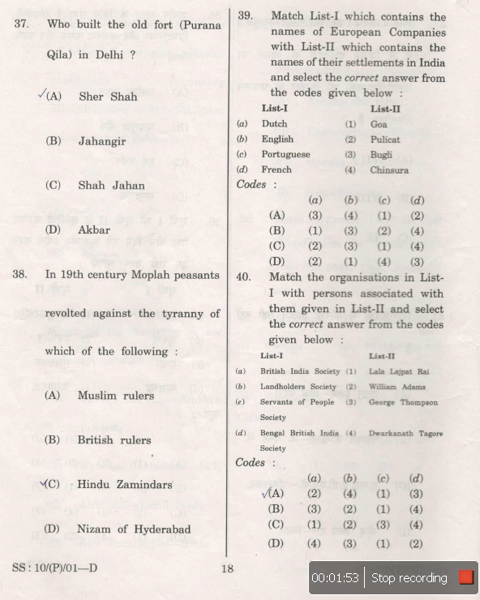 37. Who built the old fort (Purana
Qila) in Delhi ?
(A) Sher Shah
(B) Jahangir
(C) Shah Jahan
(D) Akbar
38. In 19th century Moplah peasants
revolted against the tyranny of
which of the following :
(A) Muslim rulers
(B) British rulers
(C) Hindu Zamindars
(D) Nizam of Hyderabad
39. Match List-I which contains the
names of European Companies
with List-II which contains the
names of their settlements in India
and select the correct answer from
the codes given below :
List-I List-II
(a) Dutch (1) Goa
(b) English (2) Pulicat
(c) Portuguese (3) Bugli
(d) French (4) Chinsura
Codes :
(a) (b) (c) (d)
(A) (3) (4) (1) (2)
(B) (1) (3) (2) (4)
(C) (2) (3) (1) (4)
(D) (2) (1) (4) (3)
40. Match the organisations in List-
I with persons associated with
them given in List-II and select
the correct answer from the codes
given below :
List-I List-II
(a) British India Society (1) Lala Lajpat Rai
(b) Landholders Society (2) William Adams
(c) Servants of People (3) George Thompson
Society
(d) Bengal British India (4) Dwarkanath Tagore
Society
Codes :
(a) (b) (c) (d)
(A) (2) (4) (1) (3)
(B) (3) (2) (1) (4)
(C) (1) (2) (3) (4)
(D) (4) (3) (1) (2)
SS : 10/(P)/01—D 18
00:01:53 Stop recording